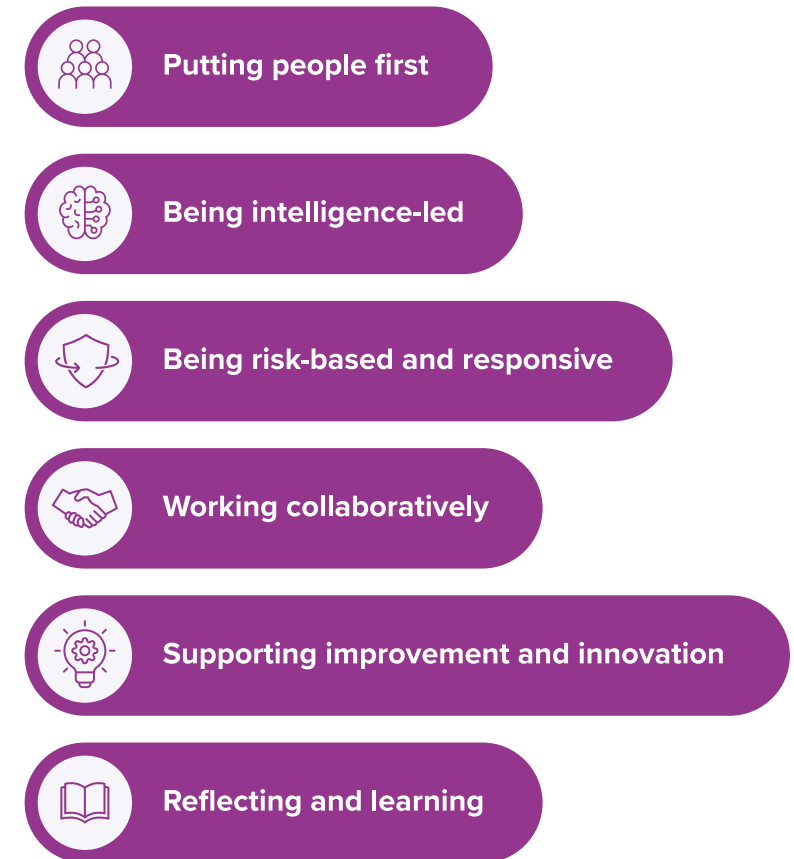 Putting people first
Being intelligence-led
Being risk-based and responsive
Working collaboratively
Supporting improvement and innovation
Reflecting and learning